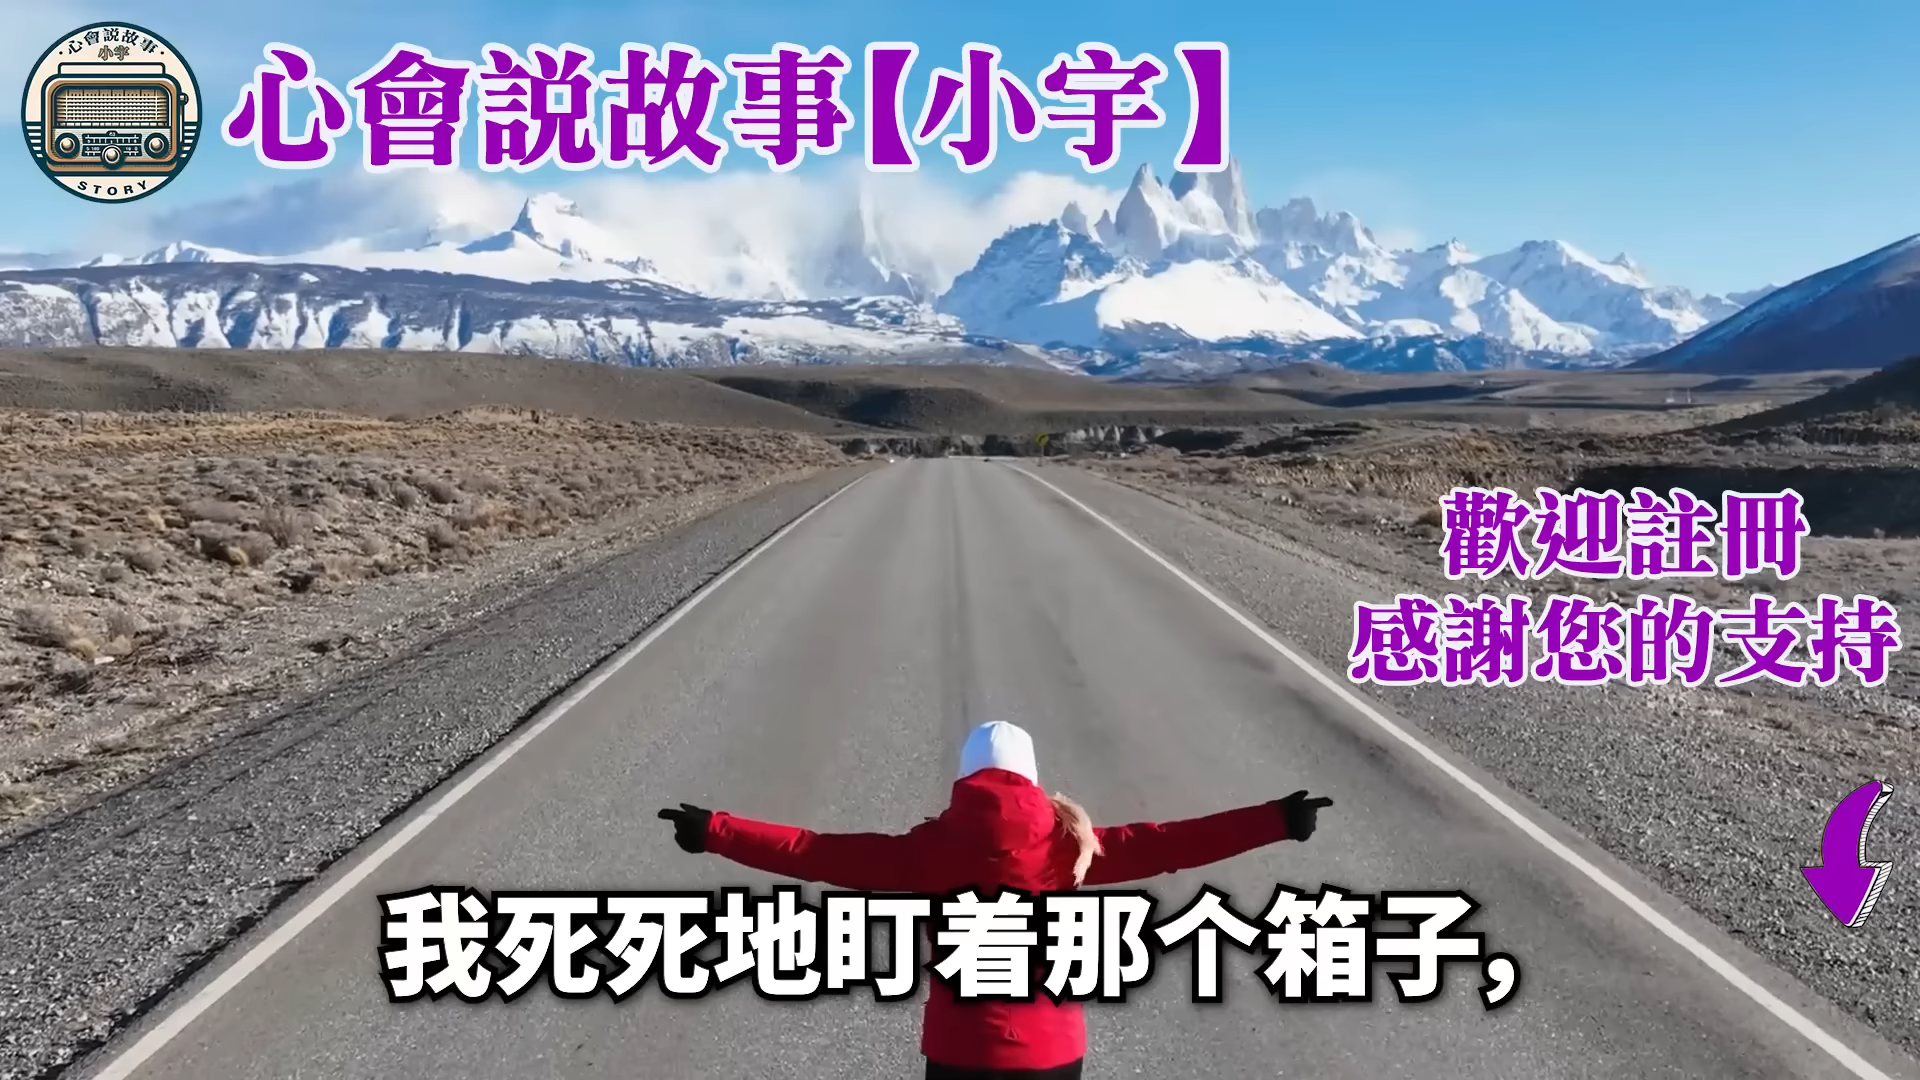 ·心會説故事·
小宇
STORY
心會説故事【小宇】
歡迎註冊
感謝您的支持
我死死地盯着那个箱子,